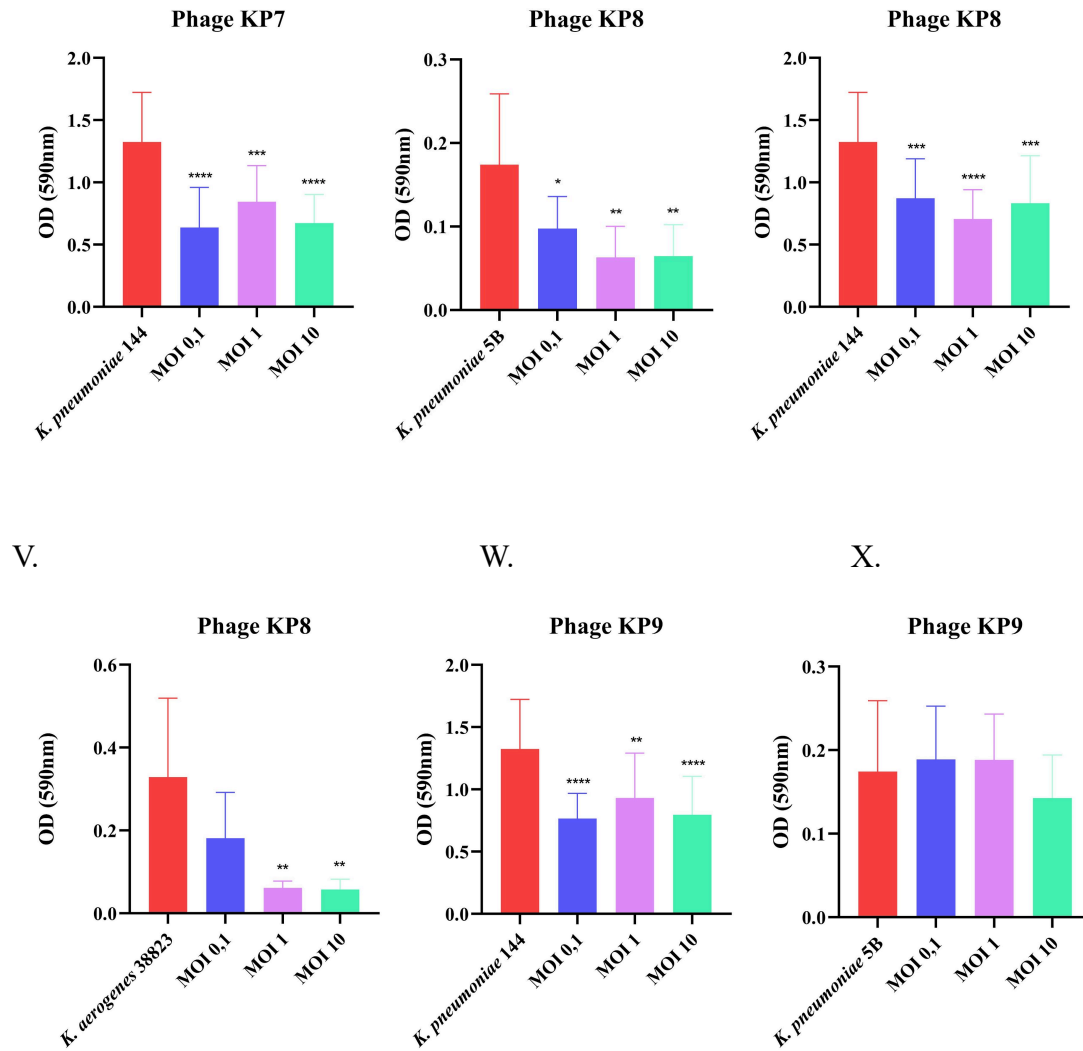 Phage KP7
OD (590nm)
2.0
1.5
1.0
0.5
0.0
****
***
****
K. pneumoniae 144
MOI 0,1
MOI 1
MOI 10
Phage KP8
OD (590nm)
0.3
0.2
0.1
0.0
*
**
**
K. pneumoniae 5B
MOI 0,1
MOI 1
MOI 10
Phage KP8
OD (590nm)
2.0
1.5
1.0
0.5
0.0
***
****
***
K. pneumoniae 144
MOI 0,1
MOI 1
MOI 10
V.
Phage KP8
OD (590nm)
0.6
0.4
0.2
0.0
**
**
K. aerogenes 38823
MOI 0,1
MOI 1
MOI 10
W.
Phage KP9
OD (590nm)
2.0
1.5
1.0
0.5
0.0
****
**
****
K. pneumoniae 144
MOI 0,1
MOI 1
MOI 10
X.
Phage KP9
OD (590nm)
0.3
0.2
0.1
0.0
K. pneumoniae 5B
MOI 0,1
MOI 1
MOI 10